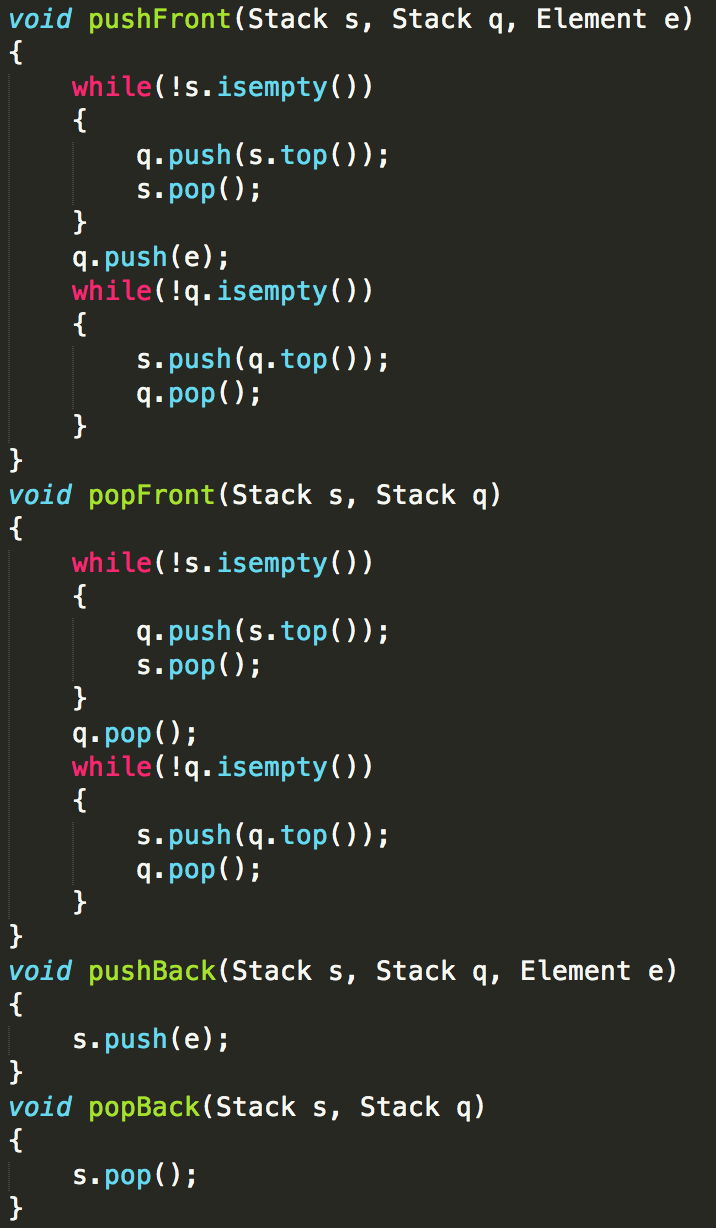 void pushFront(Stack s, Stack q, Element e)
{
    while(!s.isempty())
    {
        q.push(s.top());
        s.pop();
    }
    q.push(e);
    while(!q.isempty())
    {
        s.push(q.top());
        q.pop();
    }
}
void popFront(Stack s, Stack q)
{
    while(!s.isempty())
    {
        q.push(s.top());
        s.pop();
    }
    q.pop();
    while(!q.isempty())
    {
        s.push(q.top());
        q.pop();
    }
}
void pushBack(Stack s, Stack q, Element e)
{
    s.push(e);
}
void popBack(Stack s, Stack q)
{
    s.pop();
}